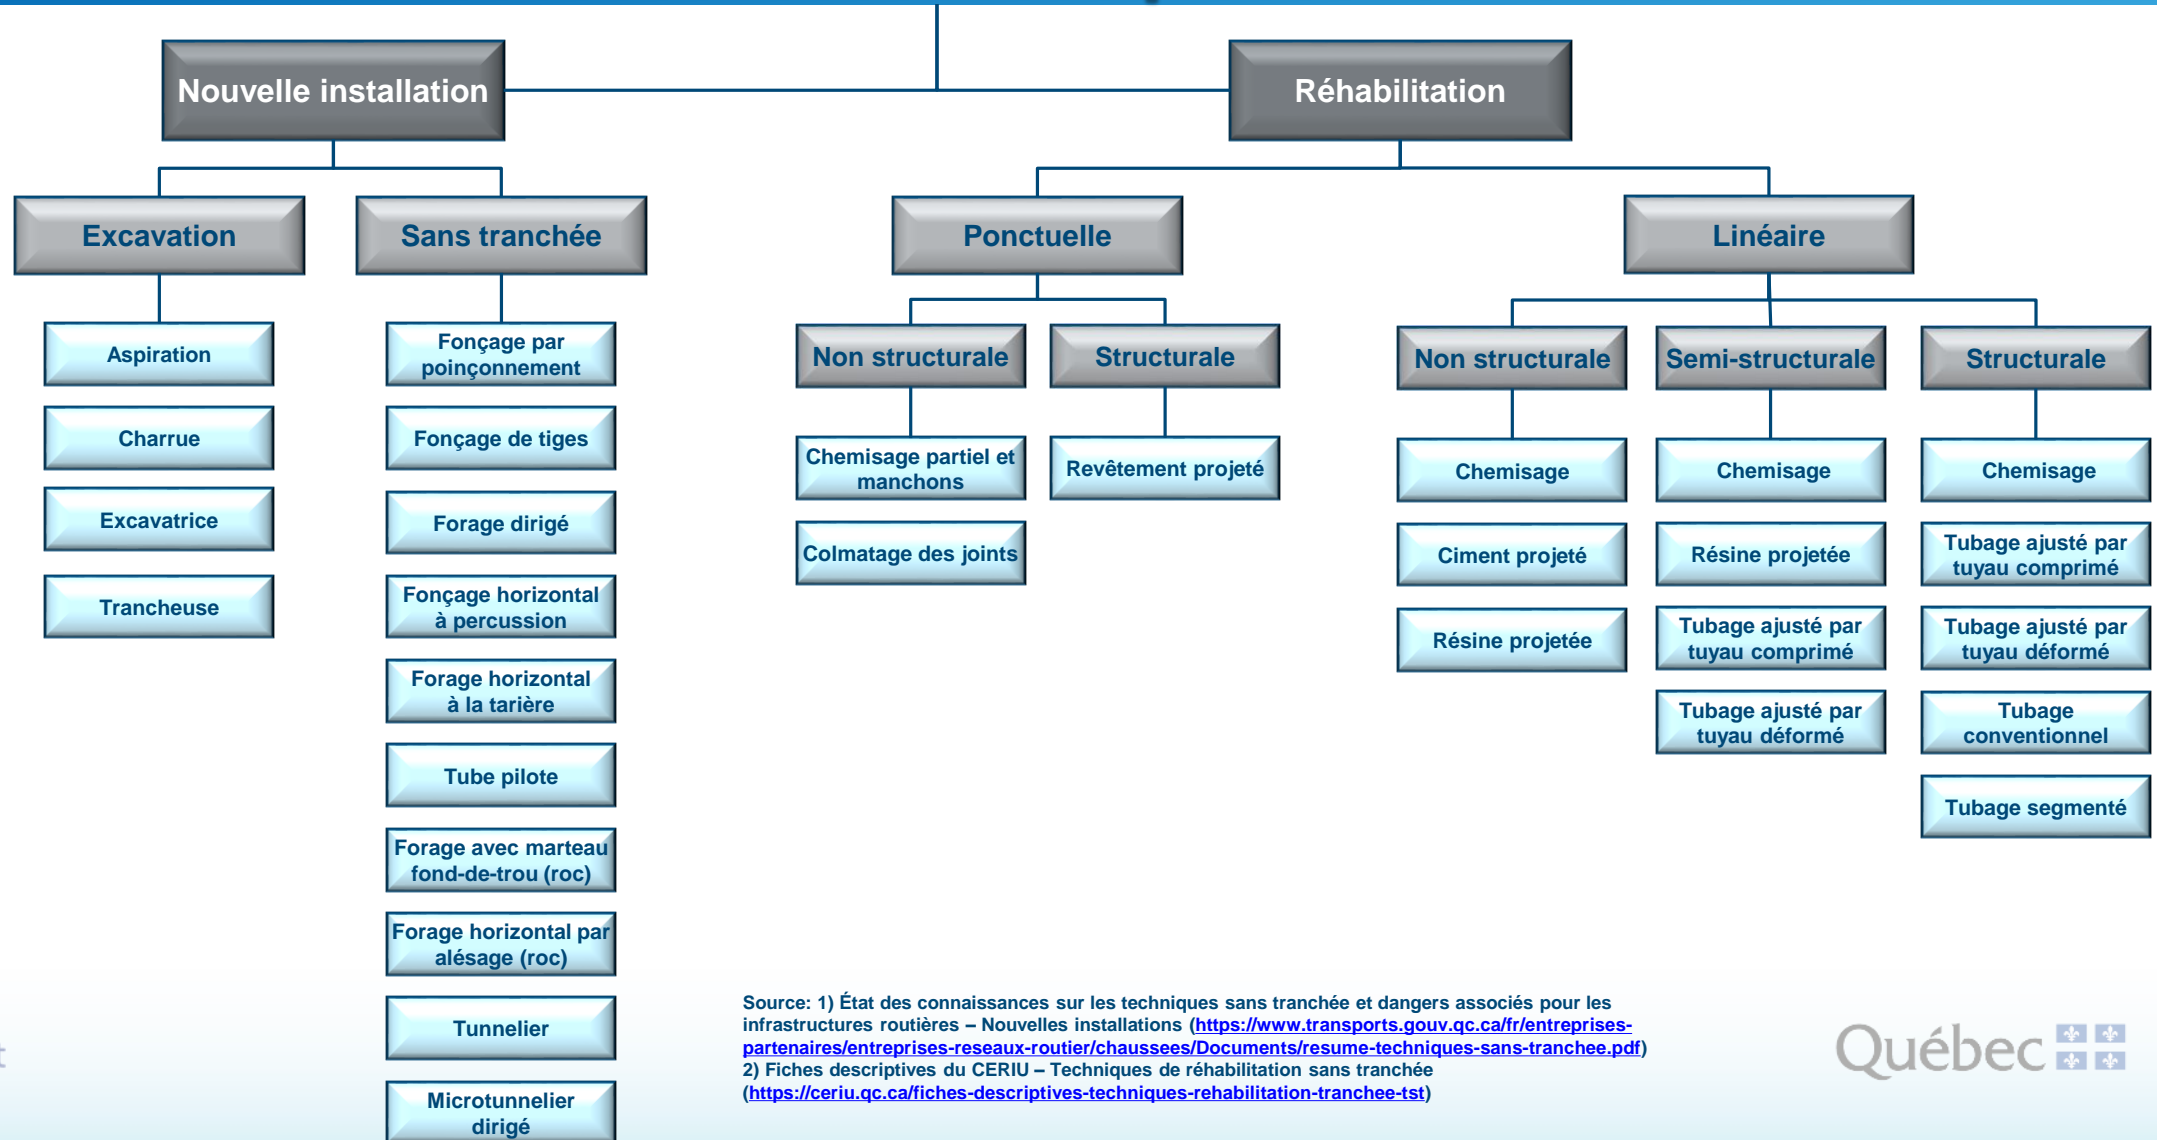 Nouvelle installation
Réhabilitation
Excavation
Sans tranchée
Ponctuelle
Linéaire
Aspiration
Charrue
Excavatrice
Trancheuse
Fonçage par
poinçonnement
Fonçage de tiges
Forage dirigé
Fonçage horizontal
à percussion
Forage horizontal
à la tarière
Tube pilote
Forage avec marteau
fond-de-trou (roc)
Forage horizontal par
alésage (roc)
Tunnelier
Microtunnelier
dirigé
Non structurale
Structurale
Chemisage partiel et
manchons
Colmatage des joints
Revêtement projeté
Non structurale
Semi-structurale
Structurale
Chemisage
Ciment projeté
Résine projetée
Chemisage
Résine projetée
Tubage ajusté par
tuyau comprimé
Tubage ajusté par
tuyau déformé
Chemisage
Tubage ajusté par
tuyau comprimé
Tubage ajusté par
tuyau déformé
Tubage
conventionnel
Tubage segmenté
Source: 1) État des connaissances sur les techniques sans tranchée et dangers associés pour les
infrastructures routières – Nouvelles installations (https://www.transports.gouv.qc.ca/fr/entreprises-
partenaires/entreprises-reseaux-routier/chaussees/Documents/resume-techniques-sans-tranchee.pdf)
2) Fiches descriptives du CERIU – Techniques de réhabilitation sans tranchée
(https://ceriu.qc.ca/fiches-descriptives-techniques-rehabilitation-tranchee-tst)
Québec